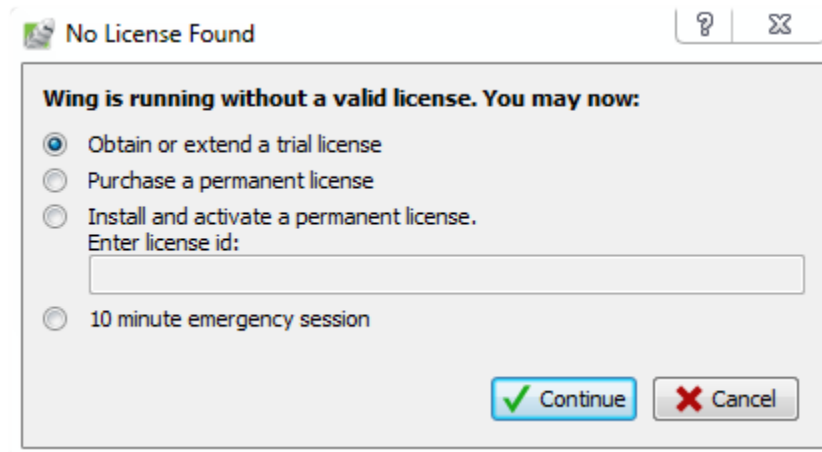 No License Found
Wing is running without a valid license. You may now:
Obtain or extend a trial license
Purchase a permanent license
Install and activate a permanent license.
Enter license id:
10 minute emergency session
Continue
Cancel